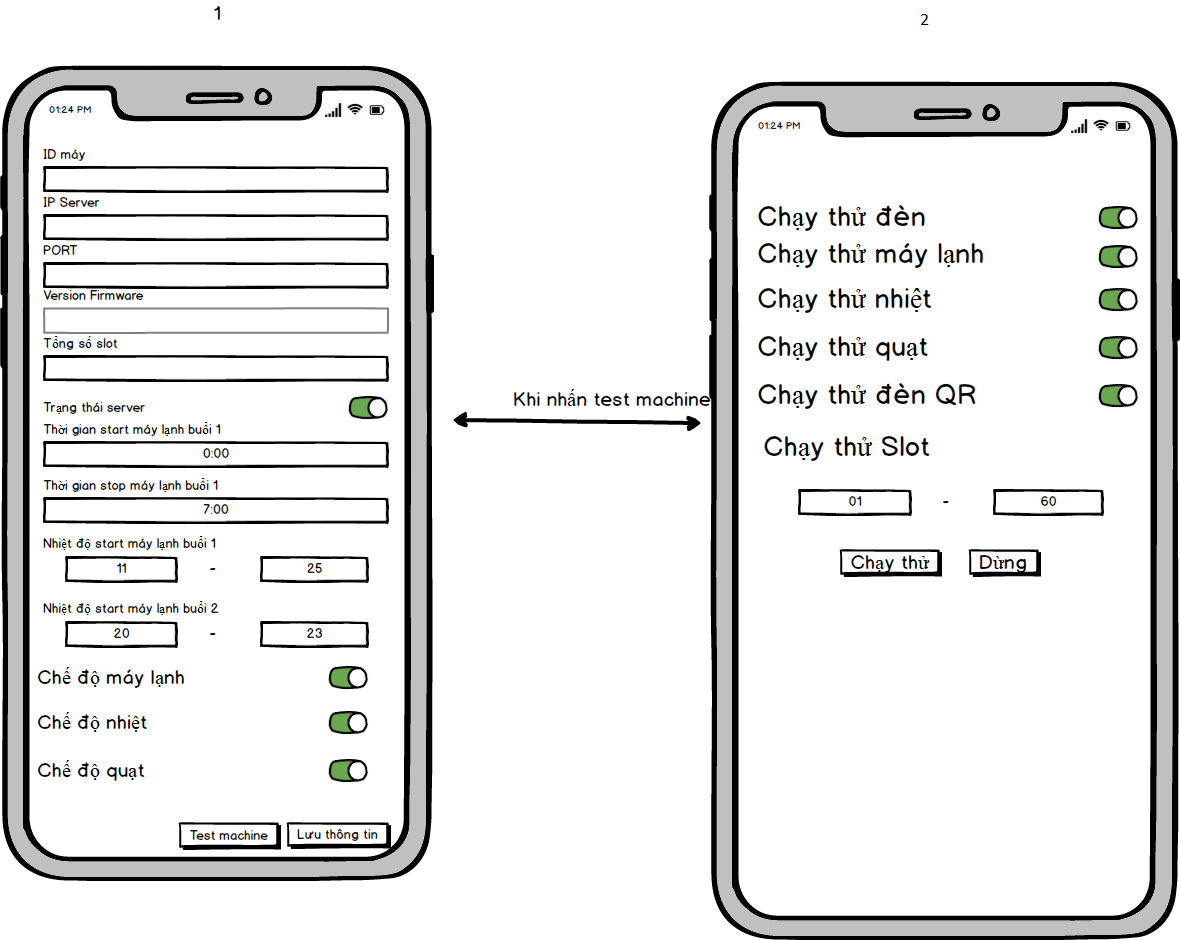 1
01:24 PM
ID máy
IP Server
PORT
Version Firmware
Tổng số slot
Trạng thái server
Thời gian start máy lạnh buổi 1
0:00
Thời gian stop máy lạnh buổi 1
7:00
Nhiệt độ start máy lạnh buổi 1
11 - 25
Nhiệt độ start máy lạnh buổi 2
20 - 23
Chế độ máy lạnh
Chế độ nhiệt
Chế độ quạt
Test machine Lưu thông tin
Khi nhấn test machine
2
01:24 PM
Chạy thử đèn
Chạy thử máy lạnh
Chạy thử nhiệt
Chạy thử quạt
Chạy thử đèn QR
Chạy thử Slot
01 - 60
Chạy thử Dừng